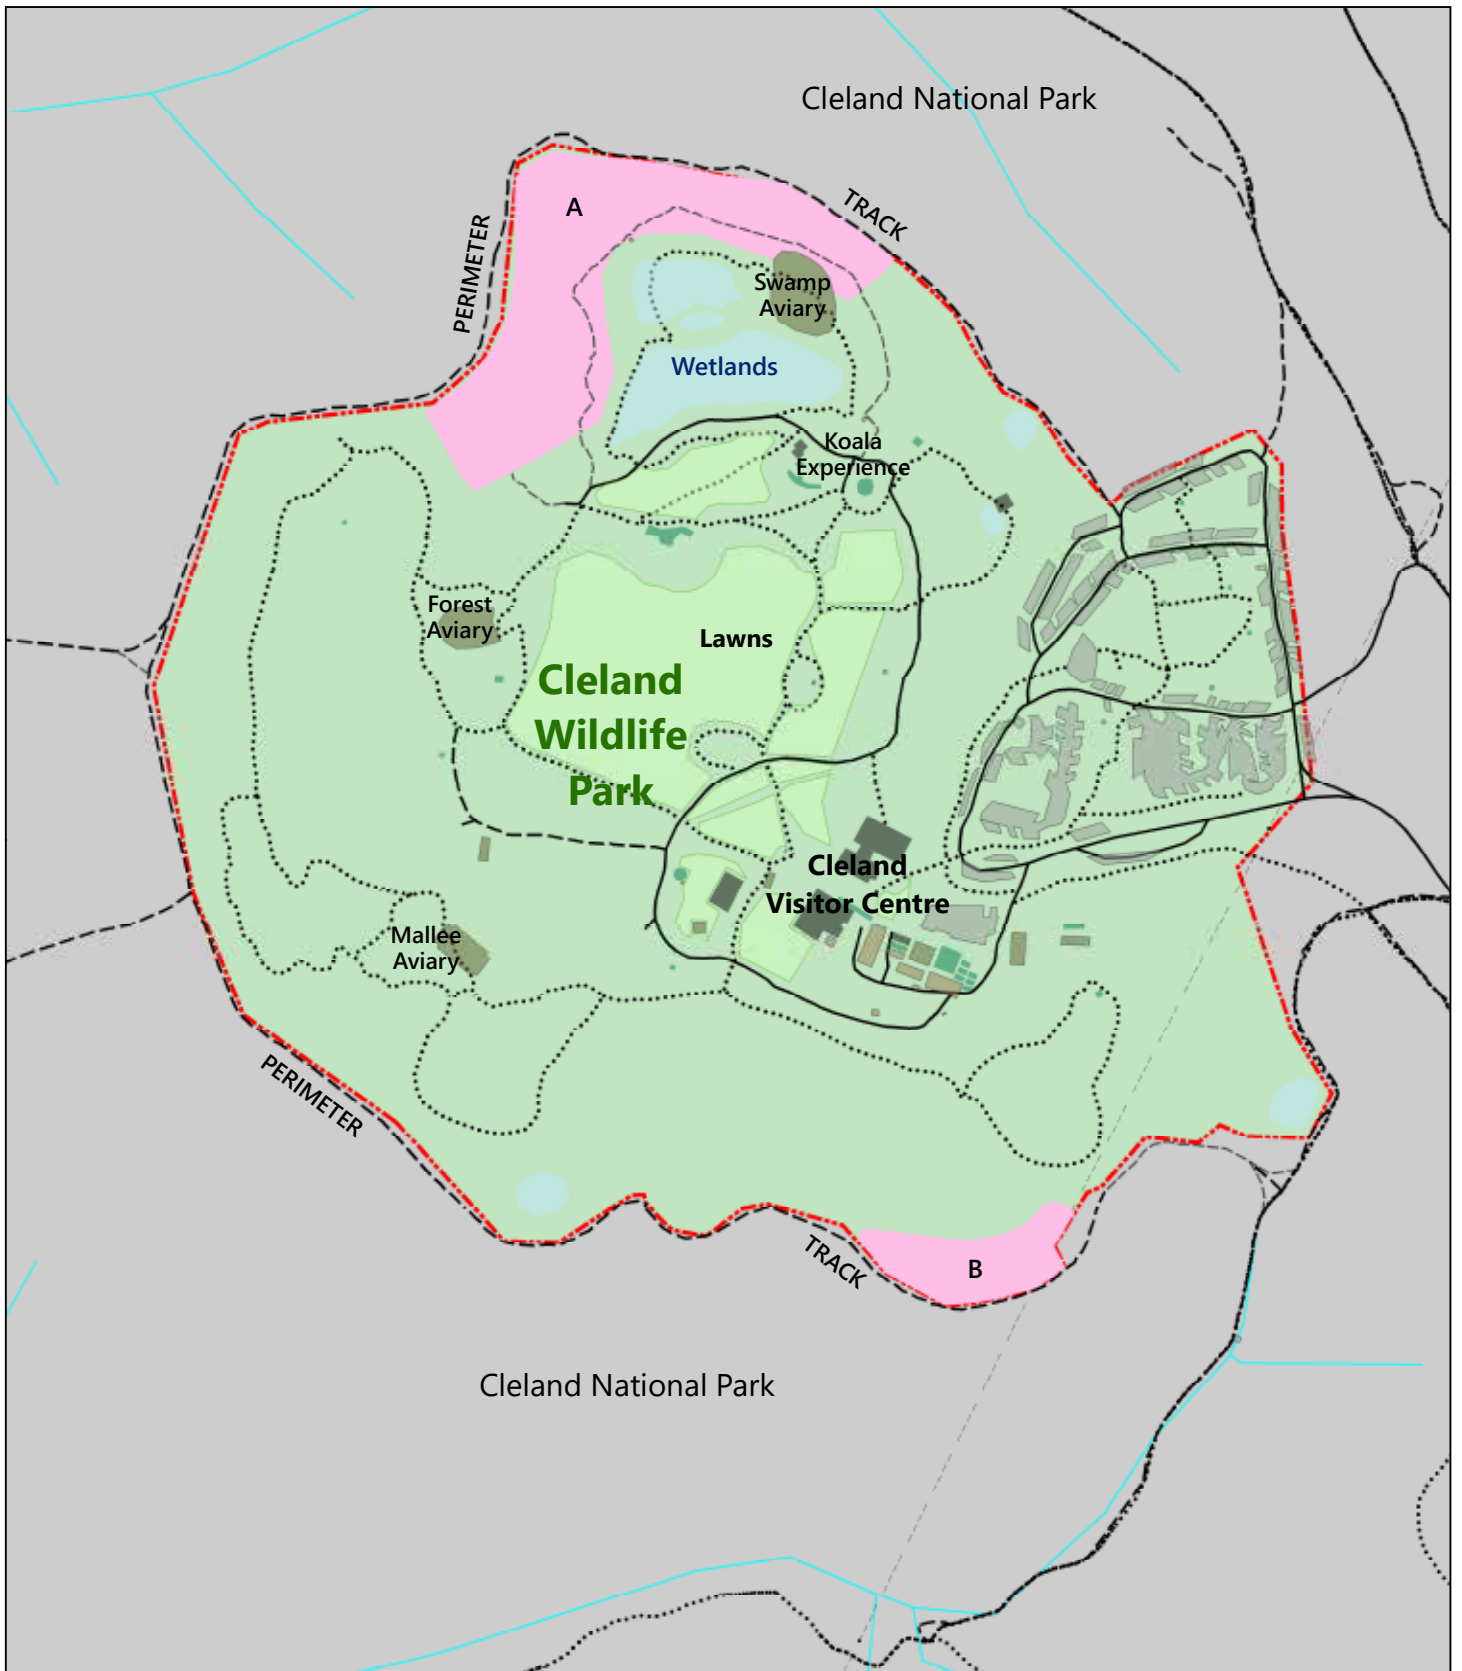 Cleland National Park
A
TRACK
PERIMETER
Swamp
Aviary
Wetlands
Koala
Experience
Forest
Aviary
Lawns
Cleland
Wildlife
Park
Cleland
Visitor Centre
Mallee
Aviary
PERIMETER
TRACK
B
Cleland National Park